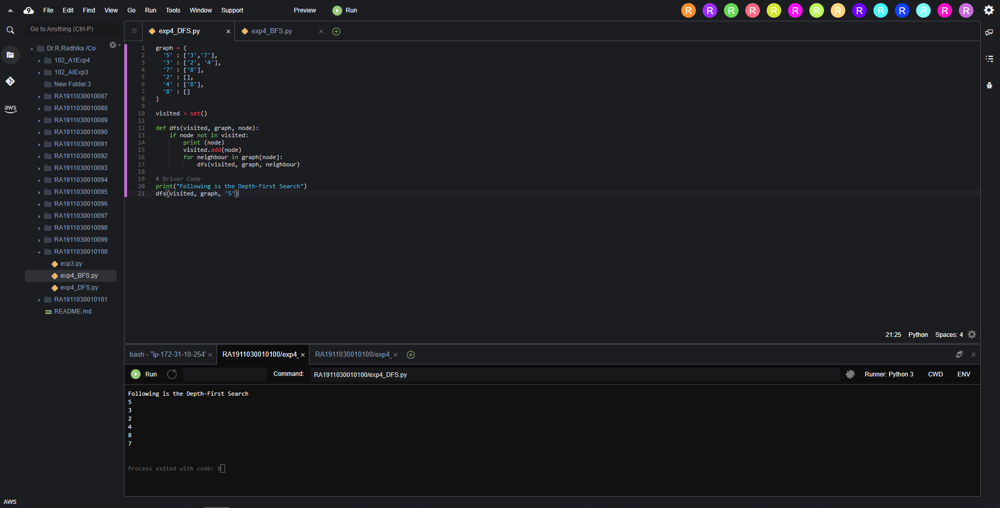 File Edit Find View Go Run Tools Window Support Preview Run
R R R R R R R R R R R R R R
Go to Anything (Ctrl-P)
Dr.R.Radhika /Co
102_A1Exp4
102_AIExp3
New Folder.3
RA1911030010087
RA1911030010088
RA1911030010089
RA1911030010090
RA1911030010091
RA1911030010092
RA1911030010093
RA1911030010094
RA1911030010095
RA1911030010096
RA1911030010097
RA1911030010098
RA1911030010099
RA1911030010100
exp3.py
exp4_BFS.py
exp4_DFS.py
RA1911030010101
README.md
aws
AWS
exp4_DFS.py × exp4_BFS.py ×
1 graph = {
2 '5' : ['3','7'],
3 '3' : ['2', '4'],
4 '7' : ['8'],
5 '2' : [],
6 '4' : ['8'],
7 '8' : []
8 }
9
10 visited = set()
11
12 def dfs(visited, graph, node):
13 if node not in visited:
14 print (node)
15 visited.add(node)
16 for neighbour in graph[node]:
17 dfs(visited, graph, neighbour)
18
19 # Driver Code
20 print("Following is the Depth-First Search")
21 dfs(visited, graph, '5')
21:25 Python Spaces: 4
bash - "ip-172-31-10-254" × RA1911030010100/exp4_ × RA1911030010100/exp4_ ×
Run Command: RA1911030010100/exp4_DFS.py Runner: Python 3 CWD ENV
Following is the Depth-First Search
5
3
2
4
8
7
Process exited with code: 0